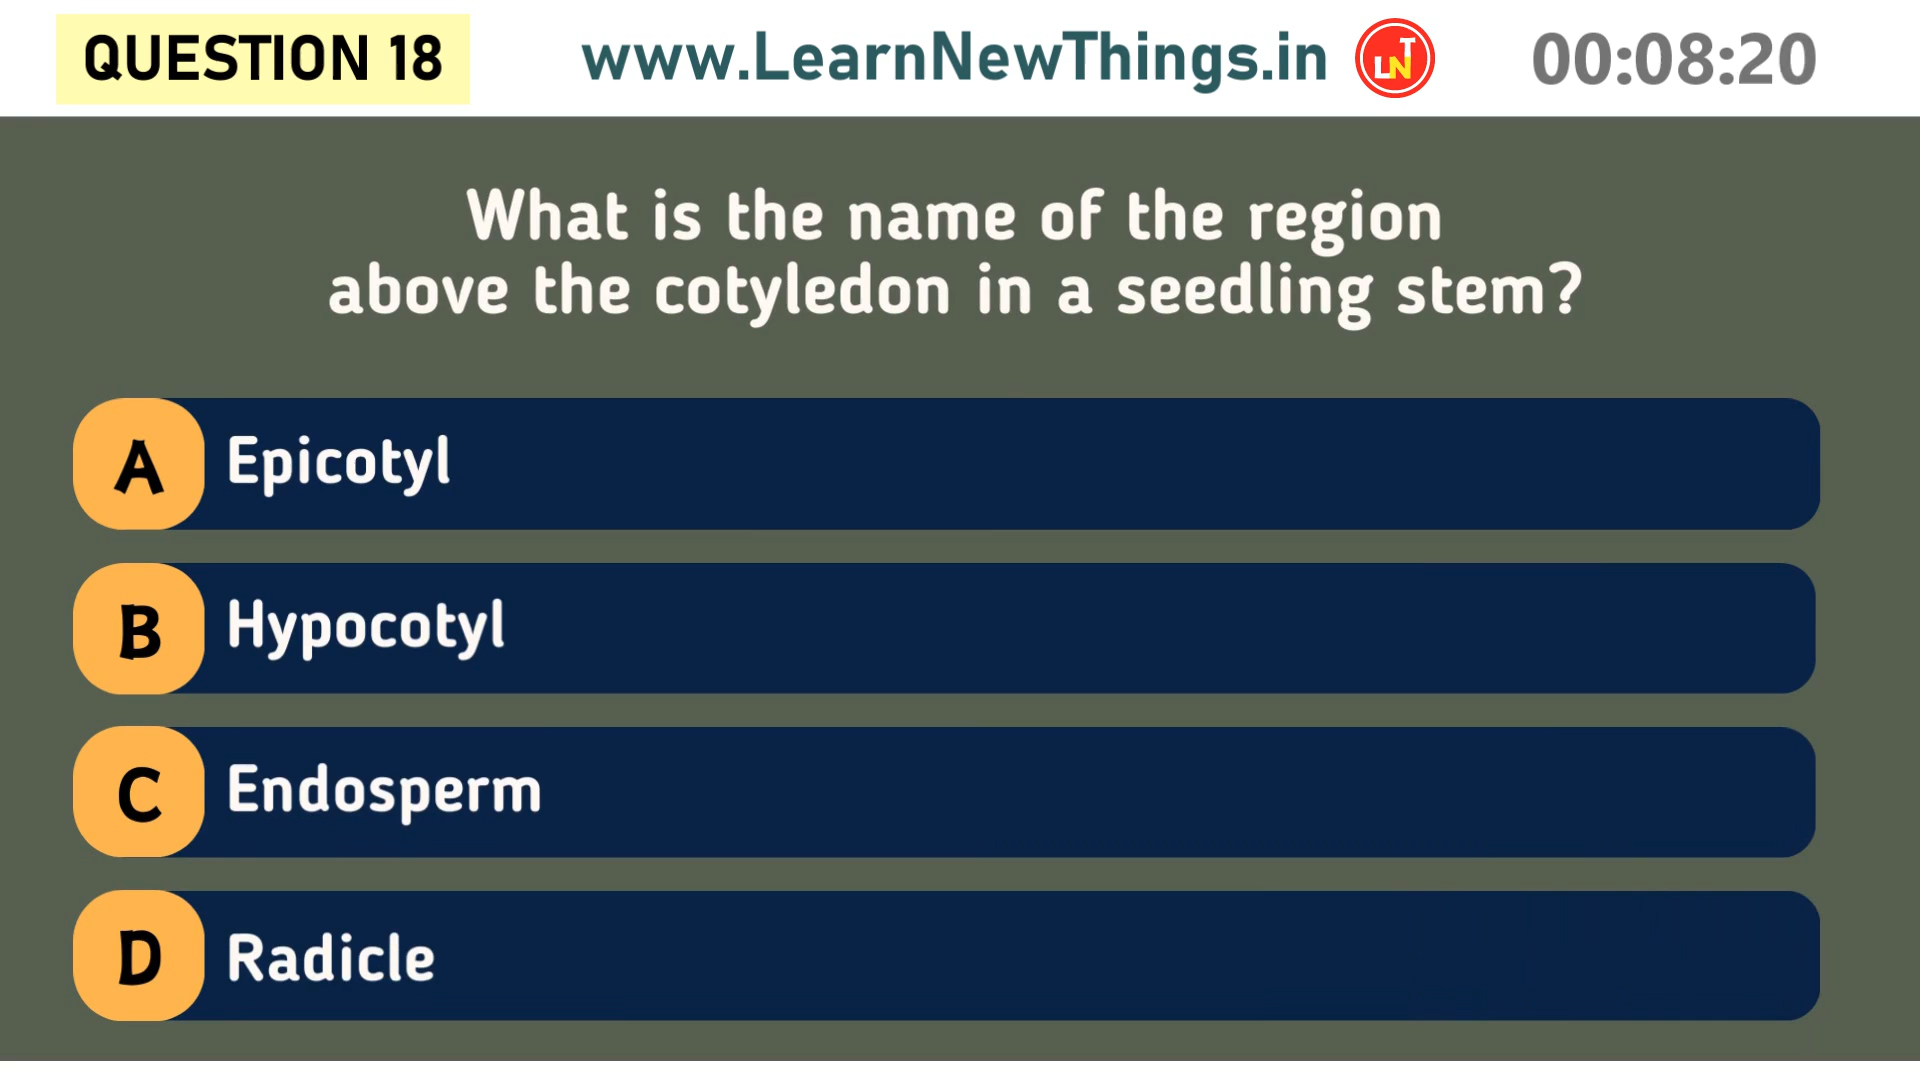 QUESTION 18
www.LearnNewThings.in
LNT
00:08:20
What is the name of the region
above the cotyledon in a seedling stem?
A Epicotyl
B Hypocotyl
C Endosperm
D Radicle